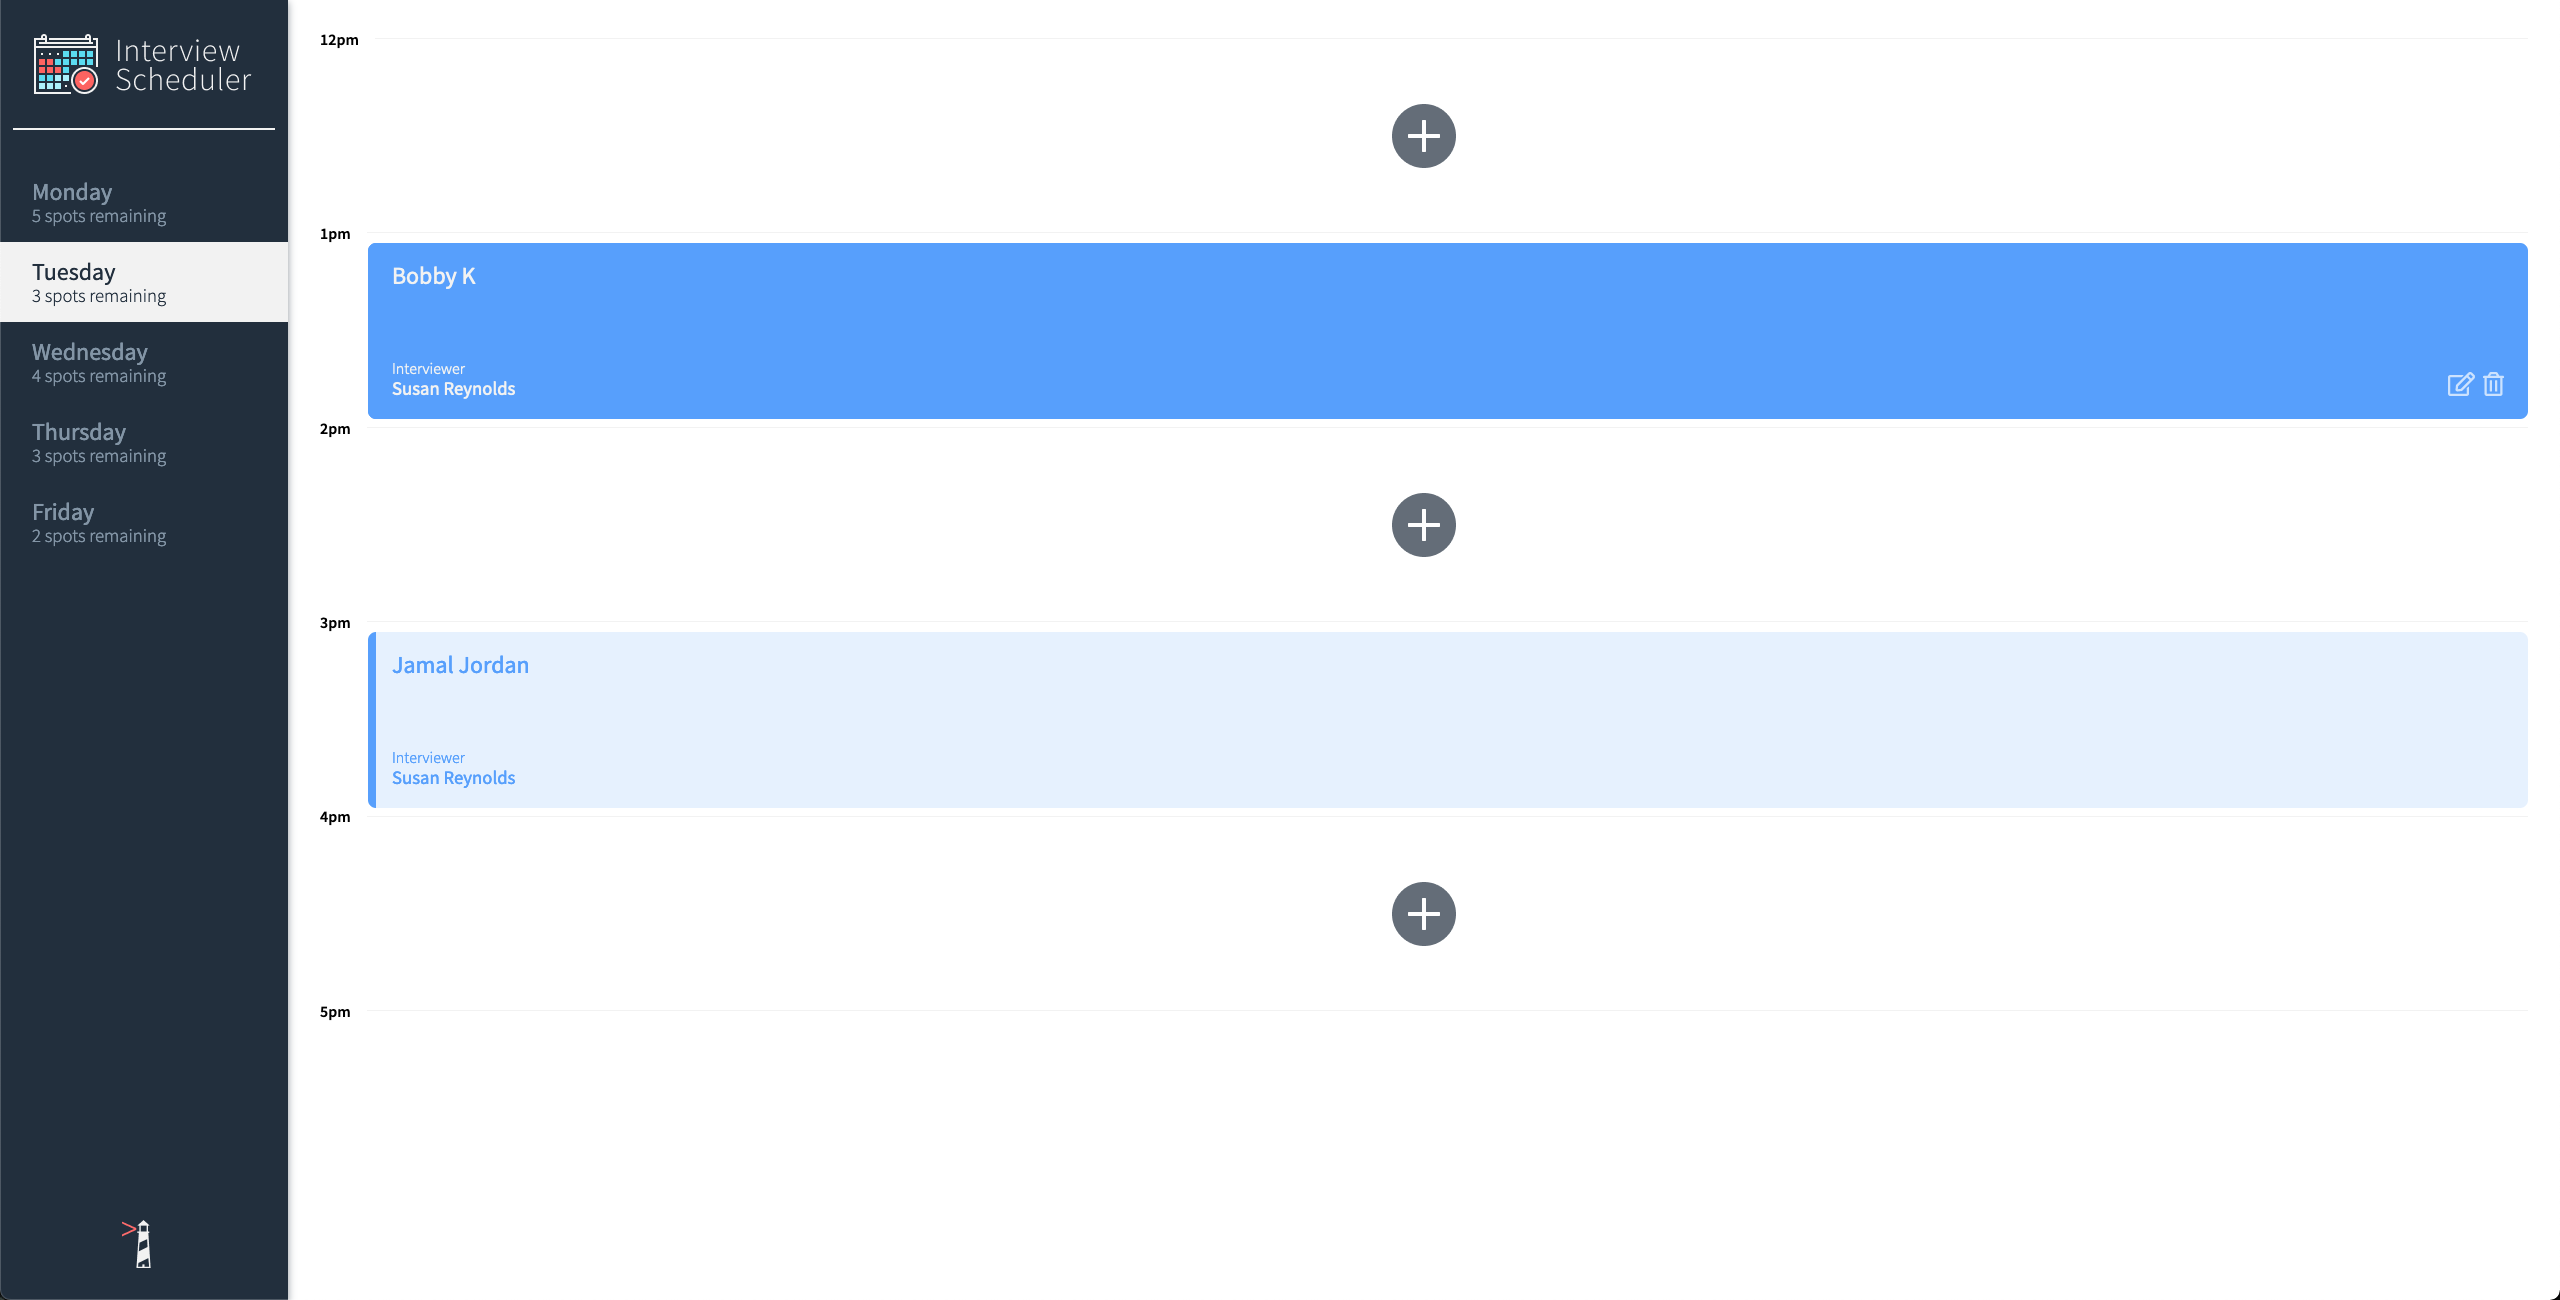 Interview
Scheduler
Monday
5 spots remaining
Tuesday
3 spots remaining
Wednesday
4 spots remaining
Thursday
3 spots remaining
Friday
2 spots remaining
12pm
1pm
Bobby K
Interviewer
Susan Reynolds
2pm
3pm
Jamal Jordan
Interviewer
Susan Reynolds
4pm
5pm